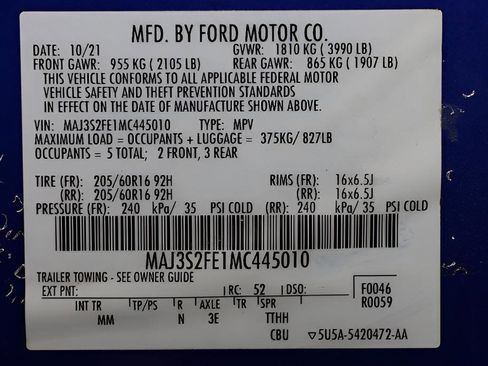 MFD. BY FORD MOTOR CO.
DATE: 10/21 GVWR: 1810 KG ( 3990 LB)
FRONT GAWR: 955 KG ( 2105 LB) REAR GAWR: 865 KG ( 1907 LB)
THIS VEHICLE CONFORMS TO ALL APPLICABLE FEDERAL MOTOR
VEHICLE SAFETY AND THEFT PREVENTION STANDARDS
IN EFFECT ON THE DATE OF MANUFACTURE SHOWN ABOVE.
VIN: MAJ3S2FE1MC445010 TYPE: MPV
MAXIMUM LOAD = OCCUPANTS + LUGGAGE = 375KG/ 827LB
OCCUPANTS = 5 TOTAL; 2 FRONT, 3 REAR
TIRE (FR): 205/60R16 92H RIMS (FR): 16x6.5J
(RR): 205/60R16 92H (RR): 16x6.5J
PRESSURE (FR): 240 kPa/ 35 PSI COLD (RR): 240 kPa/ 35 PSI COLD
MAJ3S2FE1MC445010
TRAILER TOWING - SEE OWNER GUIDE
EXT PNT: RC: 52 DSO: F0046
R0059
INT TR TP/PS R AXLE TR SPR
MM N 3E TTHH
CBU ▽5U5A-5420472-AA